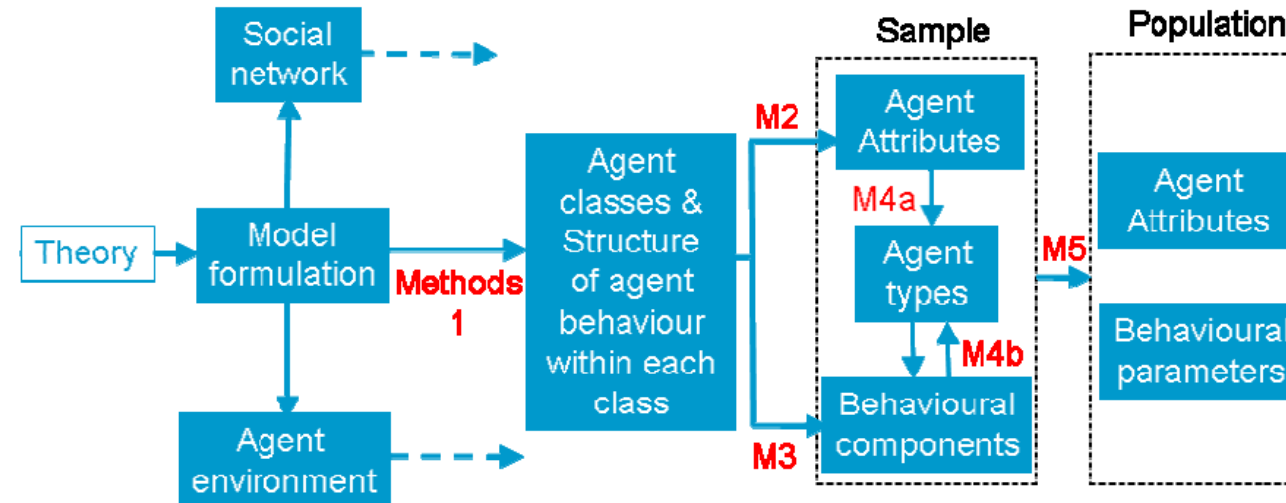 Social
network
Theory
Model
formulation
Agent
environment
Methods
1
Agent
classes &
Structure
of agent
behaviour
within each
class
M2
M3
Sample
Agent
Attributes
M4a
Agent
types
M4b
Behavioural
components
M5
Population
Agent
Attributes
Behavioural
parameters